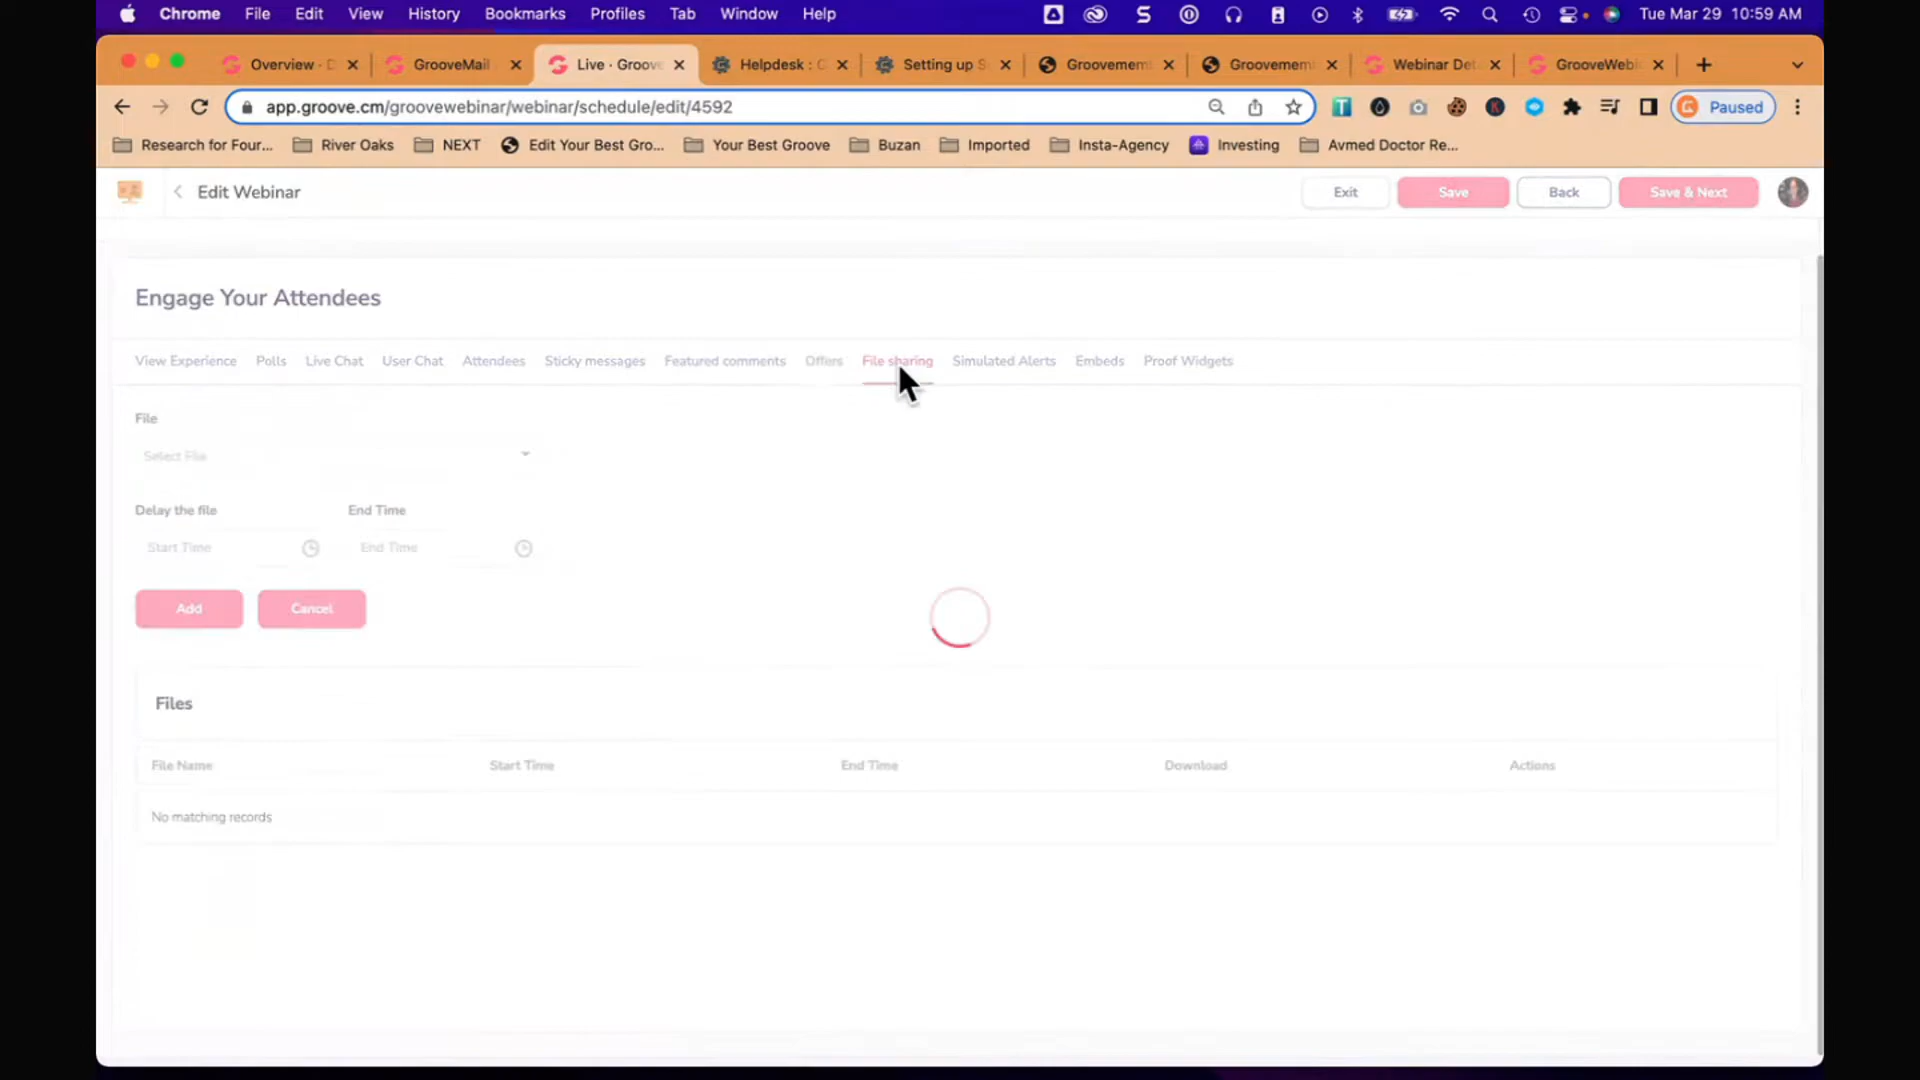 Chrome File Edit View History Bookmarks Profiles Tab Window Help Tue Mar 29 10:59 AM
Overview - D GrooveMail Live · Groove Helpdesk : G Setting up S Groovemem Groovemem Webinar Det GrooveWebi
app.groove.cm/groovewebinar/webinar/schedule/edit/4592 Paused
Research for Four... River Oaks NEXT Edit Your Best Gro... Your Best Groove Buzan Imported Insta-Agency Investing Avmed Doctor Re...
Edit Webinar Exit Save Back Save & Next
Engage Your Attendees
View Experience Polls Live Chat User Chat Attendees Sticky messages Featured comments Offers File sharing Simulated Alerts Embeds Proof Widgets
File
Select File
Delay the file End Time
Start Time End Time
Add Cancel
Files
File Name Start Time End Time Download Actions
No matching records